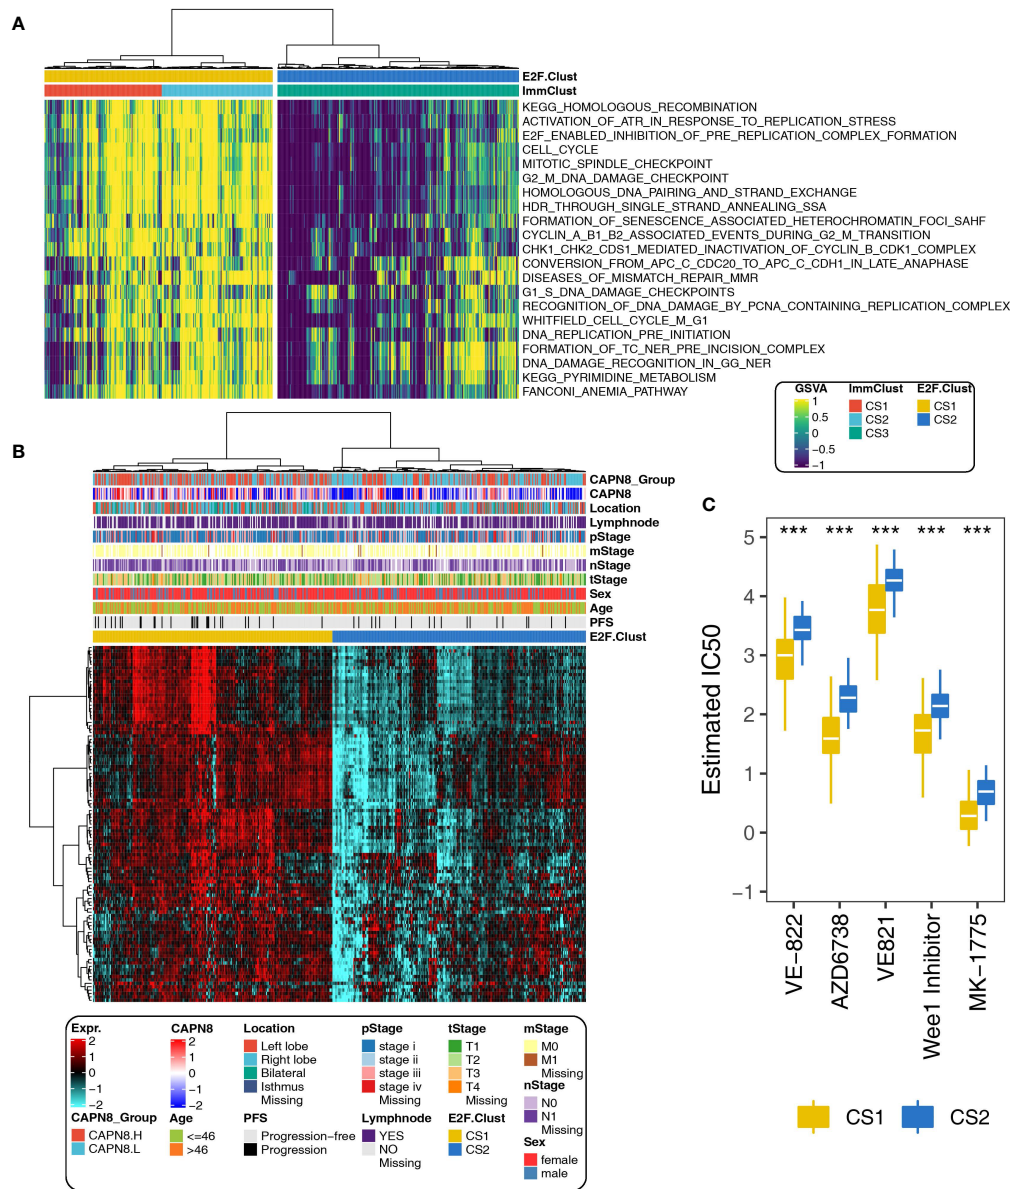 A
E2F.Clust
ImmClust
KEGG_HOMOLOGOUS_RECOMBINATION
ACTIVATION_OF_ATR_IN_RESPONSE_TO_REPLICATION_STRESS
E2F_ENABLED_INHIBITION_OF_PRE_REPLICATION_COMPLEX_FORMATION
CELL_CYCLE
MITOTIC_SPINDLE_CHECKPOINT
G2_M_DNA_DAMAGE_CHECKPOINT
HOMOLOGOUS_DNA_PAIRING_AND_STRAND_EXCHANGE
HDR_THROUGH_SINGLE_STRAND_ANNEALING_SSA
FORMATION_OF_SENESCENCE_ASSOCIATED_HETEROCHROMATIN_FOCI_SAHF
CYCLIN_A_B1_B2_ASSOCIATED_EVENTS_DURING_G2_M_TRANSITION
CHK1_CHK2_CDS1_MEDIATED_INACTIVATION_OF_CYCLIN_B_CDK1_COMPLEX
CONVERSION_FROM_APC_C_CDC20_TO_APC_C_CDH1_IN_LATE_ANAPHASE
DISEASES_OF_MISMATCH_REPAIR_MMR
G1_S_DNA_DAMAGE_CHECKPOINTS
RECOGNITION_OF_DNA_DAMAGE_BY_PCNA_CONTAINING_REPLICATION_COMPLEX
WHITFIELD_CELL_CYCLE_M_G1
DNA_REPLICATION_PRE_INITIATION
FORMATION_OF_TC_NER_PRE_INCISION_COMPLEX
DNA_DAMAGE_RECOGNITION_IN_GG_NER
KEGG_PYRIMIDINE_METABOLISM
FANCONI_ANEMIA_PATHWAY
GSVA ImmClust E2F.Clust
1 CS1 CS1
0.5 CS2 CS2
0 CS3
−0.5
−1
B
CAPN8_Group
CAPN8
Location
Lymphnode
pStage
mStage
nStage
tStage
Sex
Age
PFS
E2F.Clust
Expr.
2
1
0
−1
−2
CAPN8
2
1
0
−1
−2
Location
Left lobe
Right lobe
Bilateral
Isthmus
Missing
pStage
stage i
stage ii
stage iii
stage iv
Missing
tStage
T1
T2
T3
T4
Missing
mStage
M0
M1
Missing
nStage
N0
N1
Missing
CAPN8_Group
CAPN8.H
CAPN8.L
Age
<=46
>46
PFS
Progression−free
Progression
Lymphnode
YES
NO
Missing
E2F.Clust
CS1
CS2
Sex
female
male
C
*** *** *** *** ***
Estimated IC50
5
4
3
2
1
0
−1
VE−822
AZD6738
VE821
Wee1 Inhibitor
MK−1775
CS1 CS2